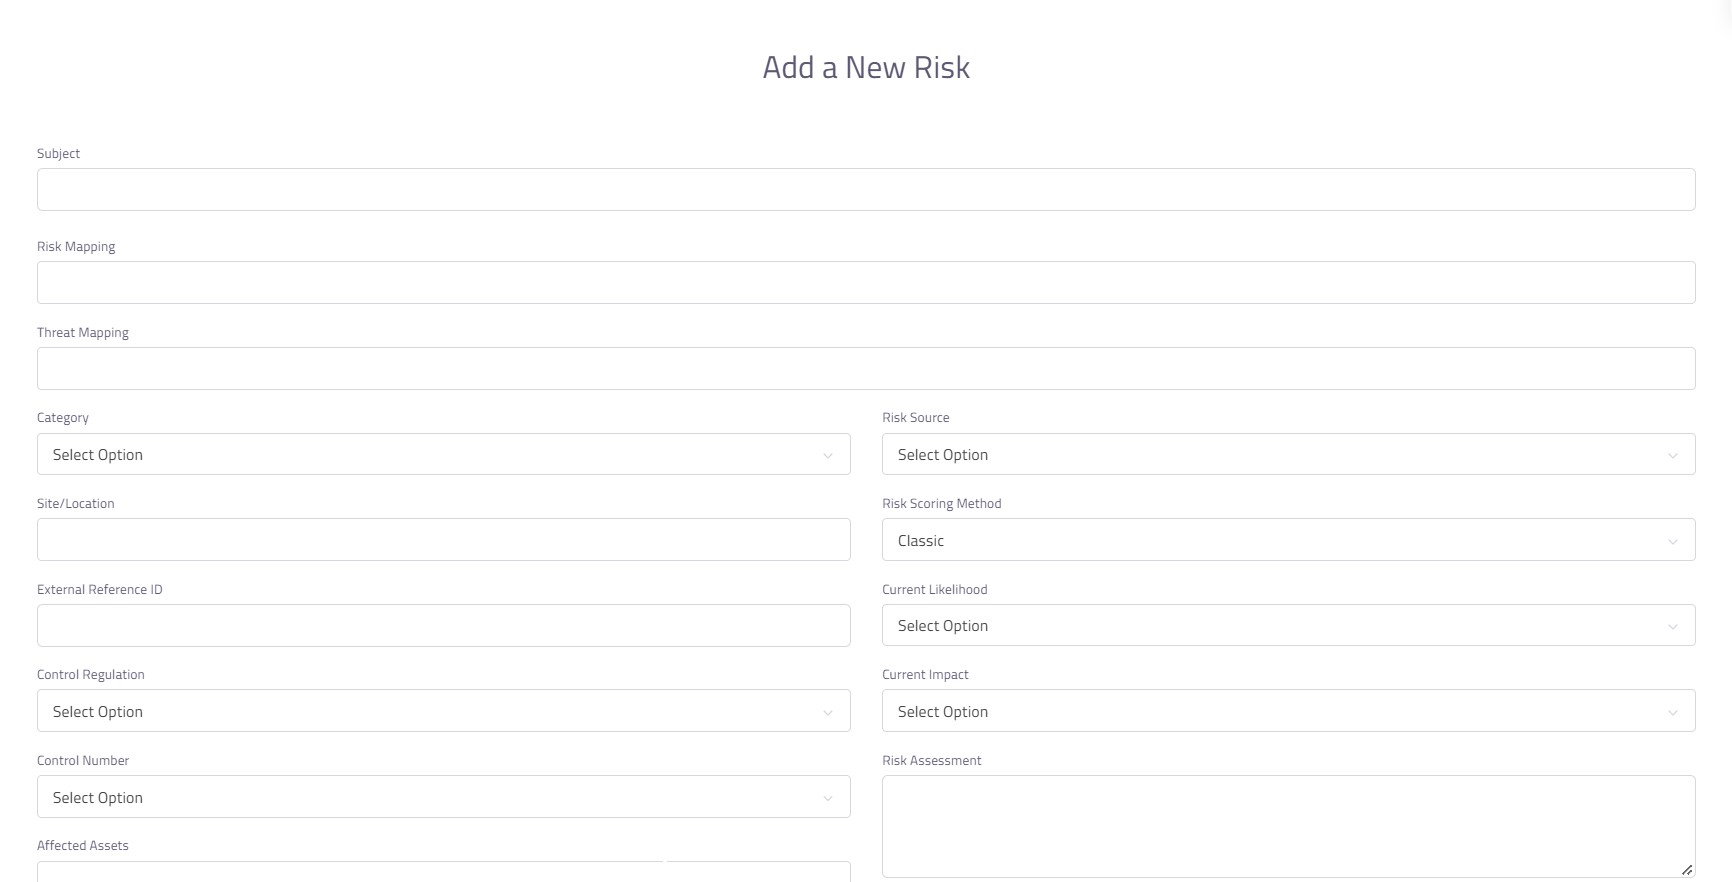 Add a New Risk
Subject
Risk Mapping
Threat Mapping
Category
Select Option
Risk Source
Select Option
Site/Location
Risk Scoring Method
Classic
External Reference ID
Current Likelihood
Select Option
Control Regulation
Select Option
Current Impact
Select Option
Control Number
Select Option
Risk Assessment
Affected Assets